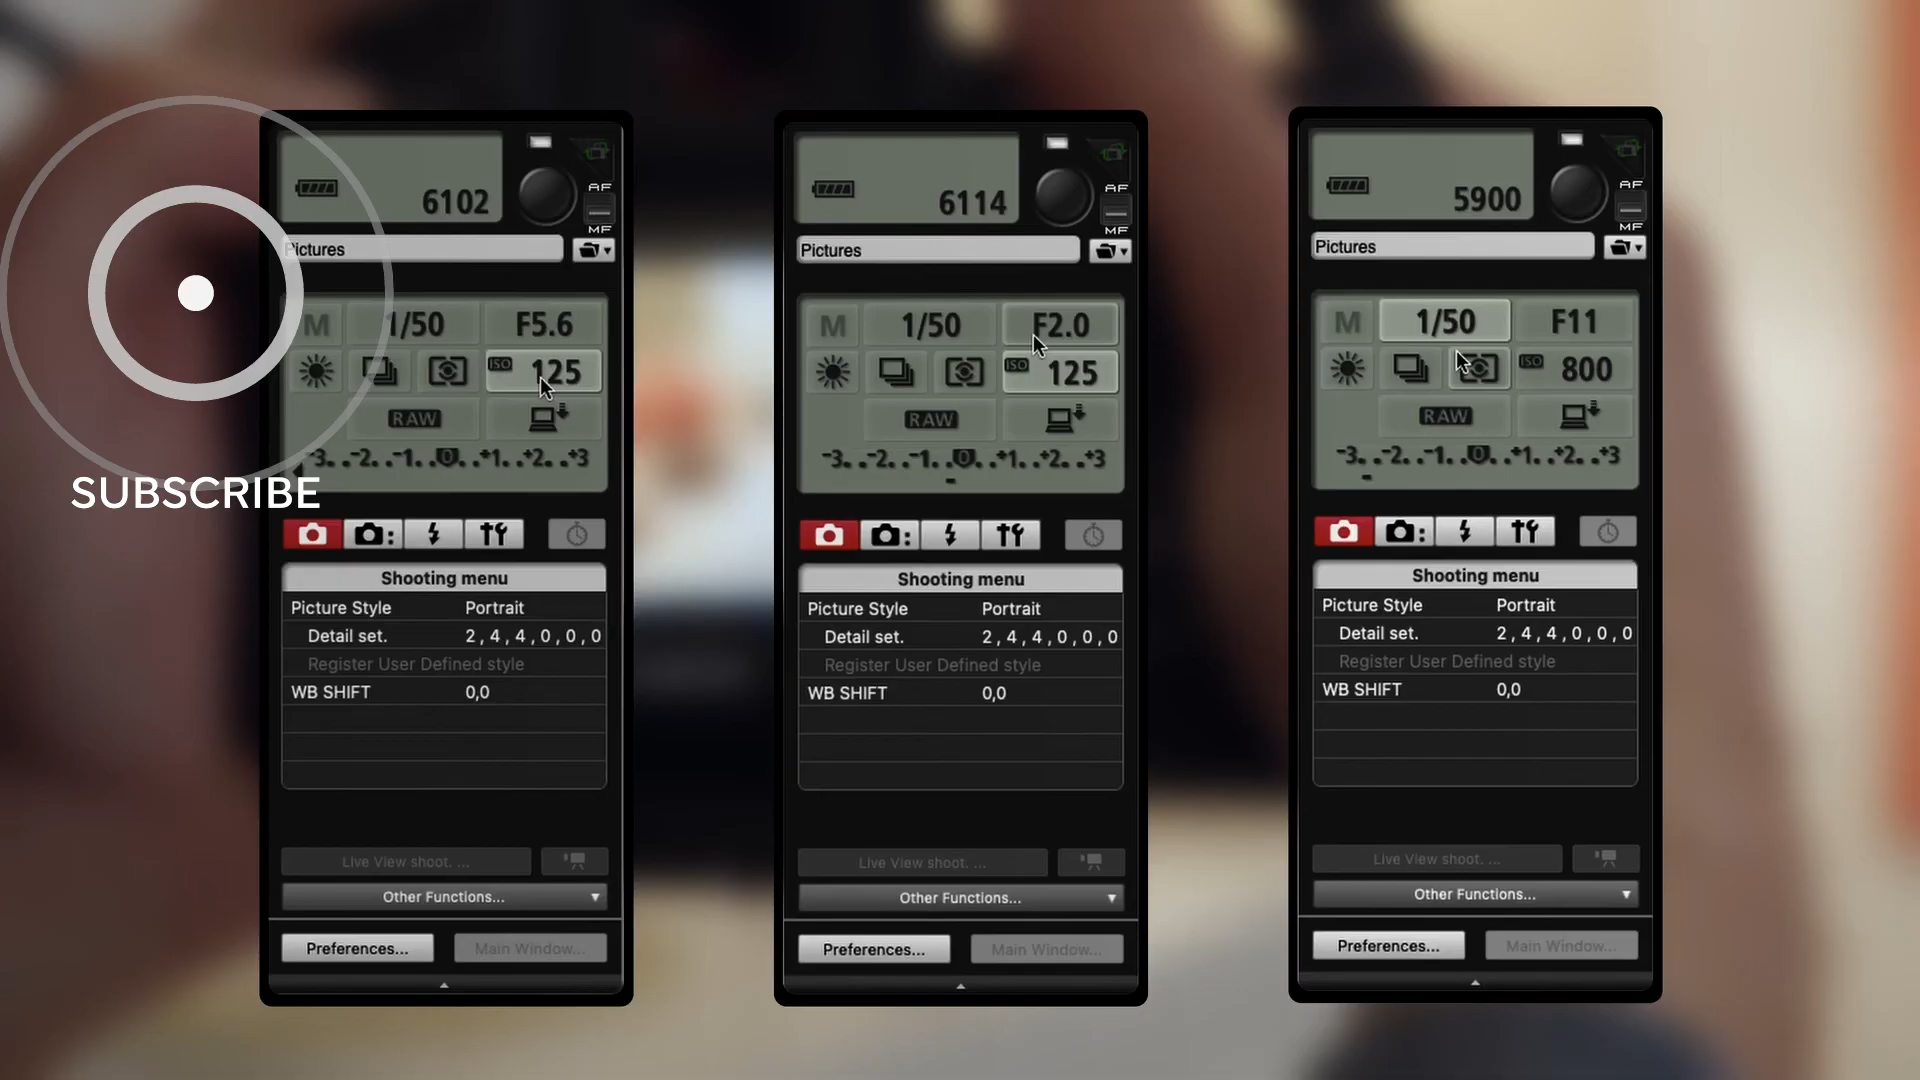 6102
AF
MF
Pictures
M 1/50 F5.6
ISO 125
RAW
-3. .-2. .-1. .0. .+1. .+2. .+3
SUBSCRIBE
Shooting menu
Picture Style Portrait
Detail set. 2,4,4,0,0,0
Register User Defined style
WB SHIFT 0,0
Live View shoot. ...
Other Functions...
Preferences... Main Window...
6114
AF
MF
Pictures
M 1/50 F2.0
ISO 125
RAW
-3. .-2. .-1. .0. .+1. .+2. .+3
Shooting menu
Picture Style Portrait
Detail set. 2,4,4,0,0,0
Register User Defined style
WB SHIFT 0,0
Live View shoot. ...
Other Functions...
Preferences... Main Window...
5900
AF
MF
Pictures
M 1/50 F11
ISO 800
RAW
-3. .-2. .-1. .0. .+1. .+2. .+3
Shooting menu
Picture Style Portrait
Detail set. 2,4,4,0,0,0
Register User Defined style
WB SHIFT 0,0
Live View shoot. ...
Other Functions...
Preferences... Main Window...